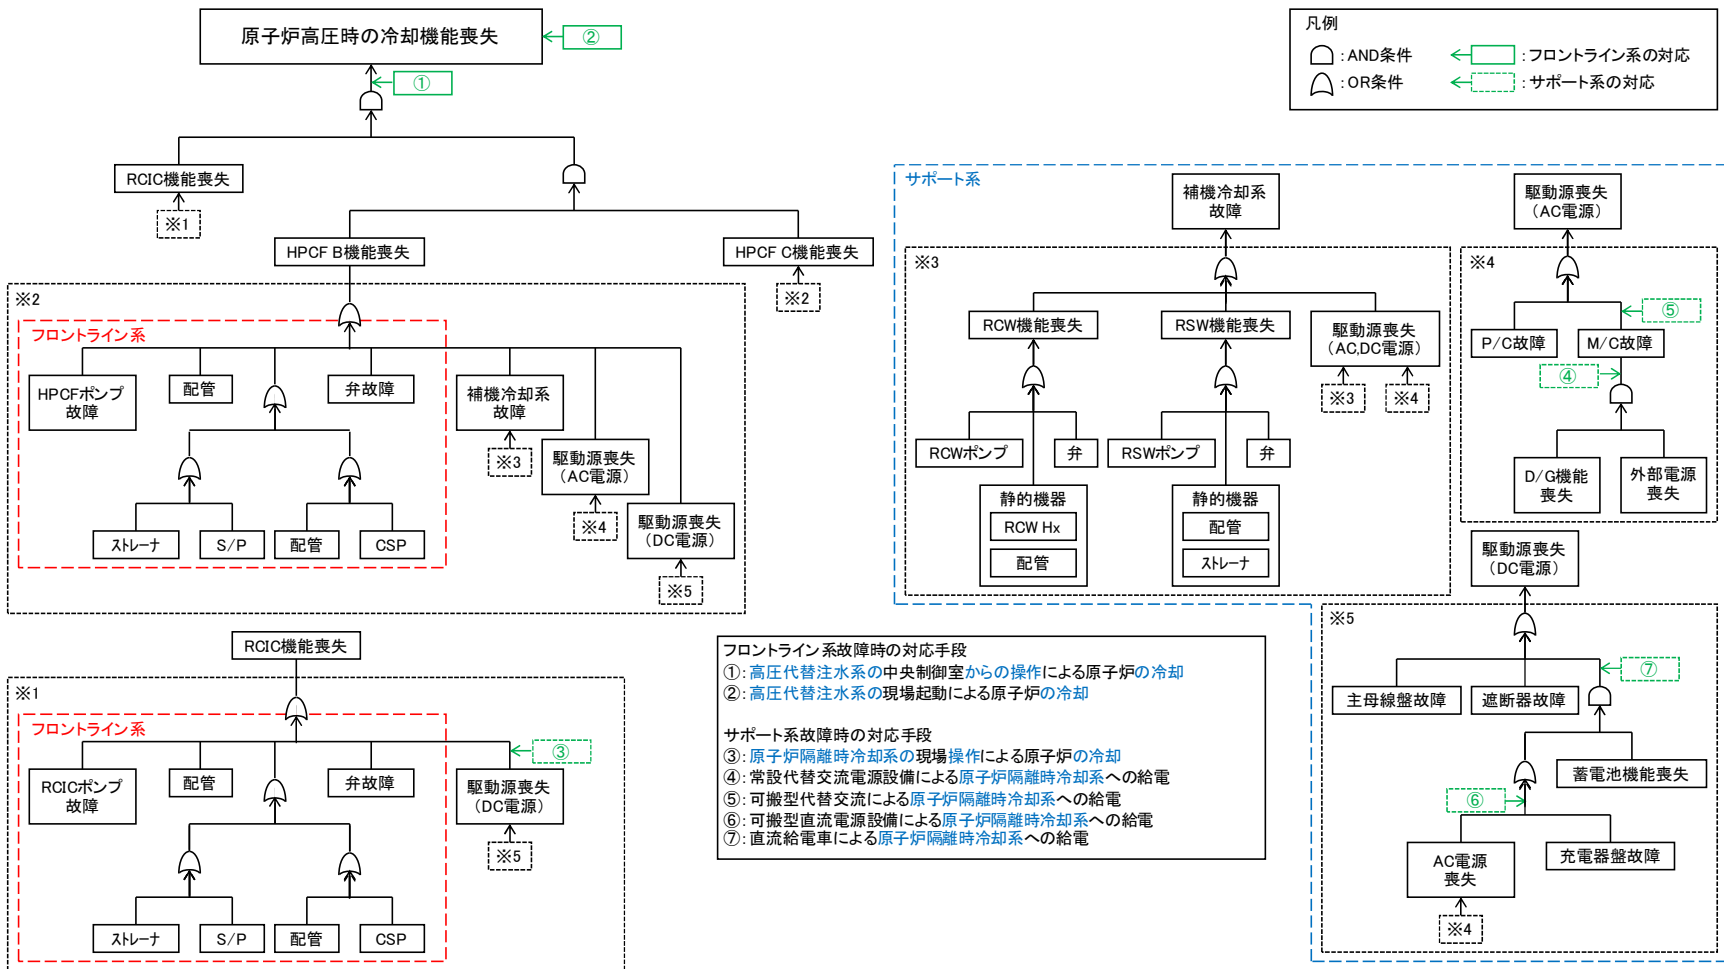 原子炉高圧時の冷却機能喪失
②
①
凡例
：AND条件
：フロントライン系の対応
：OR条件
：サポート系の対応
RCIC機能喪失
※1
HPCF B機能喪失
HPCF C機能喪失
※2
※2
フロントライン系
HPCFポンプ
故障
配管
弁故障
補機冷却系
故障
※3
駆動源喪失
（AC電源）
※4
駆動源喪失
（DC電源）
※5
ストレーナ
S/P
配管
CSP
RCIC機能喪失
※1
フロントライン系
③
RCICポンプ
故障
配管
弁故障
駆動源喪失
（DC電源）
※5
ストレーナ
S/P
配管
CSP
サポート系
補機冷却系
故障
※3
RCW機能喪失
RSW機能喪失
駆動源喪失
（AC,DC電源）
※3
※4
RCWポンプ
弁
RSWポンプ
弁
静的機器
RCW Hx
配管
静的機器
配管
ストレーナ
駆動源喪失
（AC電源）
※4
⑤
P/C故障
M/C故障
④
D/G機能
喪失
外部電源
喪失
駆動源喪失
（DC電源）
※5
⑦
主母線盤故障
遮断器故障
蓄電池機能喪失
⑥
AC電源
喪失
充電器盤故障
※4
フロントライン系故障時の対応手段
①：高圧代替注水系の中央制御室からの操作による原子炉の冷却
②：高圧代替注水系の現場起動による原子炉の冷却
サポート系故障時の対応手段
③：原子炉隔離時冷却系の現場操作による原子炉の冷却
④：常設代替交流電源設備による原子炉隔離時冷却系への給電
⑤：可搬型代替交流による原子炉隔離時冷却系への給電
⑥：可搬型直流電源設備による原子炉隔離時冷却系への給電
⑦：直流給電車による原子炉隔離時冷却系への給電